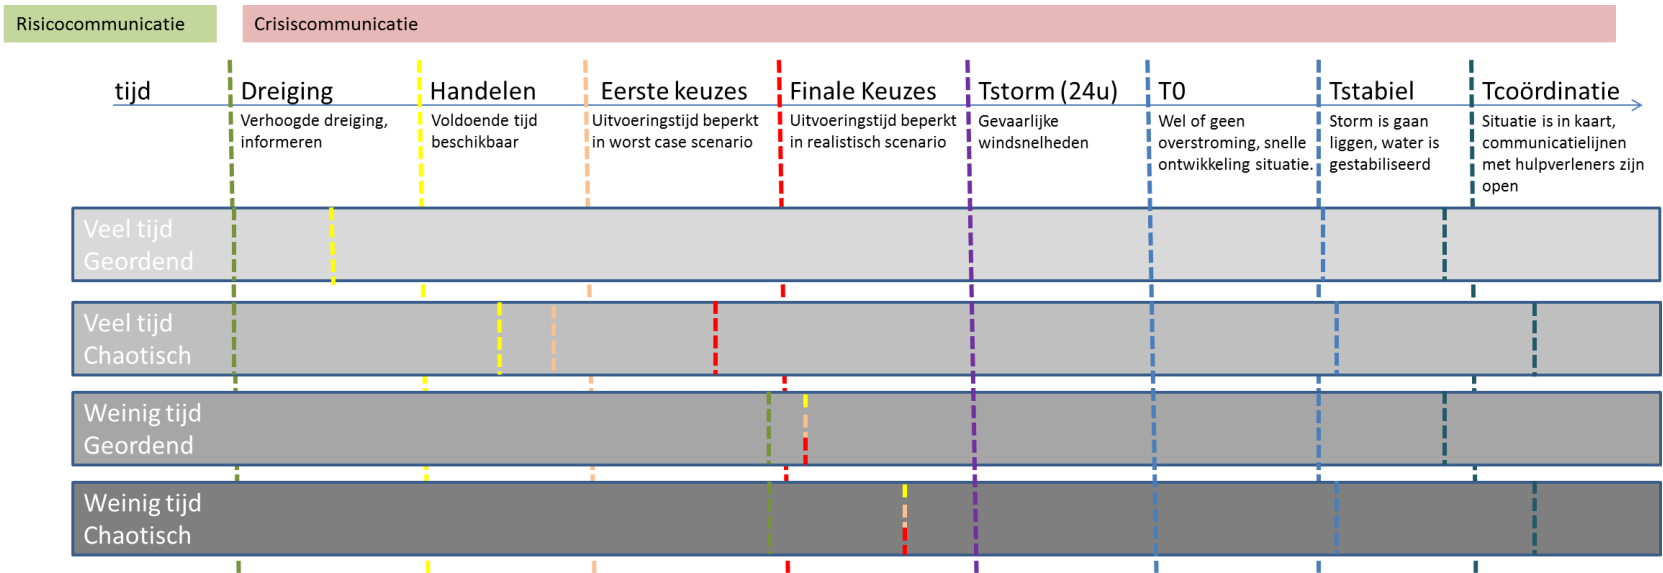 Risicocommunicatie
Crisiscommunicatie
tijd
Dreiging
Verhoogde dreiging,
informeren
Handelen
Voldoende tijd
beschikbaar
Eerste keuzes
Uitvoeringstijd beperkt
in worst case scenario
Finale Keuzes
Uitvoeringstijd beperkt
in realistisch scenario
Tstorm (24u)
Gevaarlijke
windsnelheden
T0
Wel of geen
overstroming, snelle
ontwikkeling situatie.
Tstabiel
Storm is gaan
liggen, water is
gestabiliseerd
Tcoördinatie
Situatie is in kaart,
communicatielijnen
met hulpverleners zijn
open
Veel tijd
Geordend
Veel tijd
Chaotisch
Weinig tijd
Geordend
Weinig tijd
Chaotisch